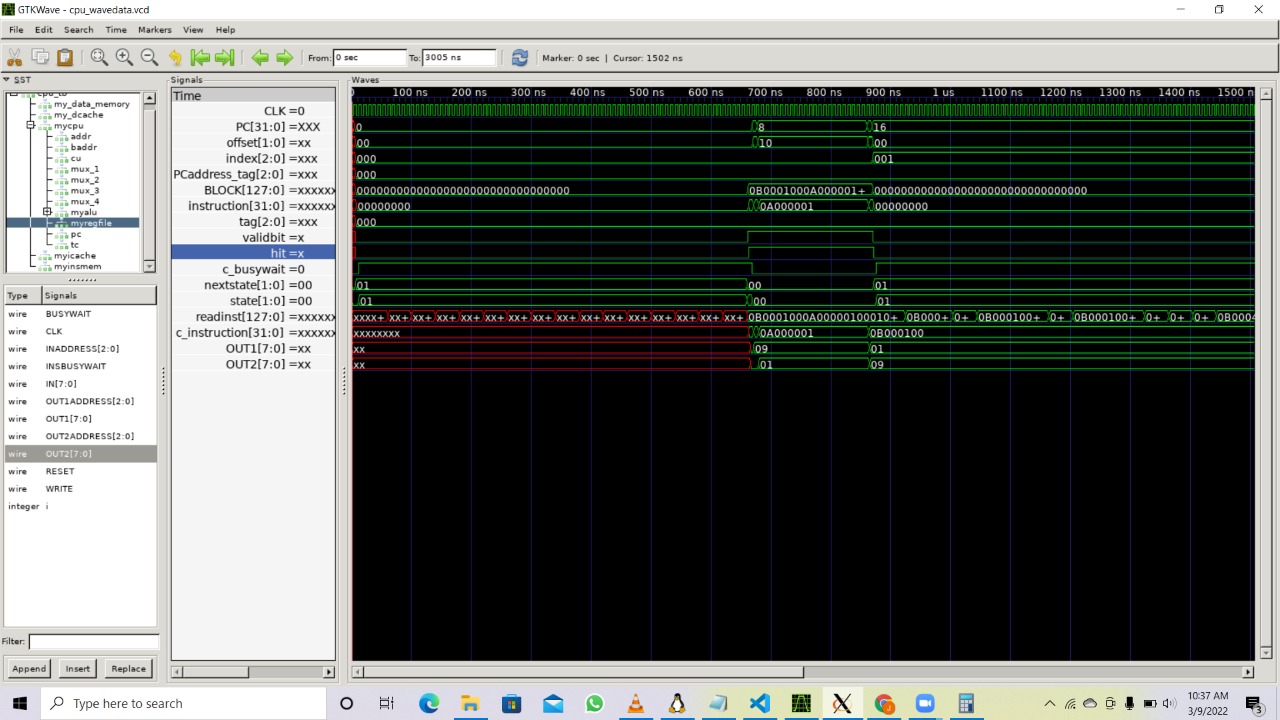 GTKWave - cpu_wavedata.vcd
File Edit Search Time Markers View Help
From: 0 sec To: 3005 ns Marker: 0 sec | Cursor: 1502 ns
SST
my_data_memory
my_dcache
mycpu
addr
baddr
cu
mux_1
mux_2
mux_3
mux_4
myalu
myregfile
pc
tc
myicache
myinsmem
Type Signals
wire BUSYWAIT
wire CLK
wire INADDRESS[2:0]
wire INSBUSYWAIT
wire IN[7:0]
wire OUT1ADDRESS[2:0]
wire OUT1[7:0]
wire OUT2ADDRESS[2:0]
wire OUT2[7:0]
wire RESET
wire WRITE
integer i
Filter:
Append Insert Replace
Signals
Time
CLK =0
PC[31:0] =XXX
offset[1:0] =xx
index[2:0] =xxx
PCaddress_tag[2:0] =xxx
BLOCK[127:0] =xxxxxx
instruction[31:0] =xxxxxx
tag[2:0] =xxx
validbit =x
hit =x
c_busywait =0
nextstate[1:0] =00
state[1:0] =00
readinst[127:0] =xxxxxx
c_instruction[31:0] =xxxxxx
OUT1[7:0] =xx
OUT2[7:0] =xx
Waves
100 ns 200 ns 300 ns 400 ns 500 ns 600 ns 700 ns 800 ns 900 ns 1 us 1100 ns 1200 ns 1300 ns 1400 ns 1500 n
0 8 16
00 10 00
000 001
000
00000000000000000000000000000000 0B0001000A000001+ 00000000000000000000000000000000
00000000 0A000001 00000000
000
01 00 01
01 00 01
xxxx+ xx+ xx+ xx+ xx+ xx+ xx+ xx+ xx+ xx+ xx+ xx+ xx+ xx+ xx+ xx+ 0B0001000A00000100010+ 0B000+ 0+ 0B000100+ 0+ 0B000100+ 0+ 0+ 0+ 0B0004
xxxxxxxx 0A000001 0B000100
xx 09 01
xx 01 09
Type here to search
10:37 AM
3/9/2022
3